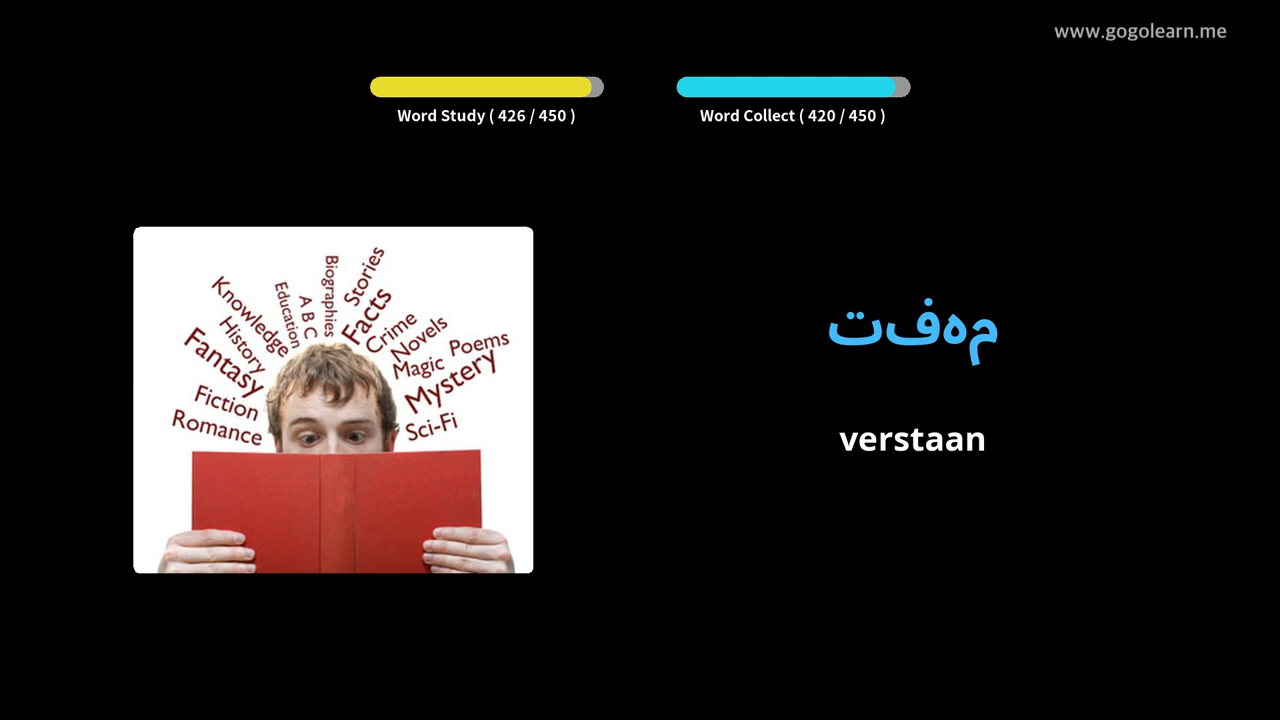 www.gogolearn.me
Word Study ( 426 / 450 )
Word Collect ( 420 / 450 )
Knowledge
Education
A B C
Biographies
Stories
Facts
Crime
Novels
Poems
History
Fantasy
Magic
Mystery
Fiction
Romance
Sci-Fi
مهفت
verstaan